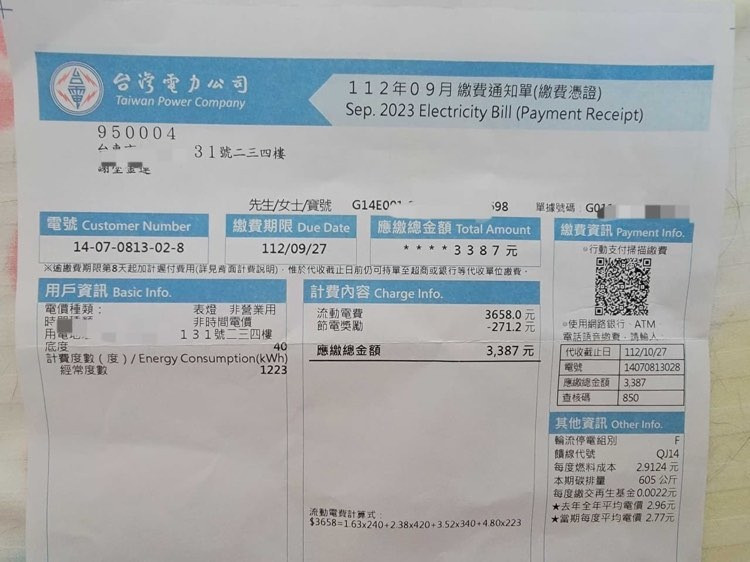 台灣電力公司
Taiwan Power Company
112年09月繳費通知單(繳費憑證)
Sep. 2023 Electricity Bill (Payment Receipt)
950004
31號二三四樓
先生/女士/寶號 G14E001 698 單據號碼: G01
電號 Customer Number
14-07-0813-02-8
繳費期限 Due Date
112/09/27
應繳總金額 Total Amount
****3387元
※逾繳費期限第8天起加計遲付費用(詳見背面計費說明)，惟於代收截止日前仍可持單至超商或銀行等代收單位繳費。
用戶資訊 Basic Info.
電價種類： 表燈 非營業用
非時間電價
131號二三四樓
底度 40
計費度數(度)/Energy Consumption(kWh)
經常度數 1223
計費內容 Charge Info.
流動電費 3658.0元
節電獎勵 -271.2元
應繳總金額 3,387元
流動電費計算式:
$3658=1.63x240+2.38x420+3.52x340+4.80x223
繳費資訊 Payment Info.
◎行動支付掃描繳費
◎使用網路銀行、ATM、
電話語音繳費，請輸入:
代收截止日 112/10/27
電號 14070813028
應繳總金額 3,387
查核碼 850
其他資訊 Other Info.
輪流停電組別 F
饋線代號 QJ14
每度燃料成本 2.9124元
本期碳排量 605公斤
每度繳交再生基金0.0022元
★去年全年平均電價 2.96元
★當期每度平均電價 2.77元